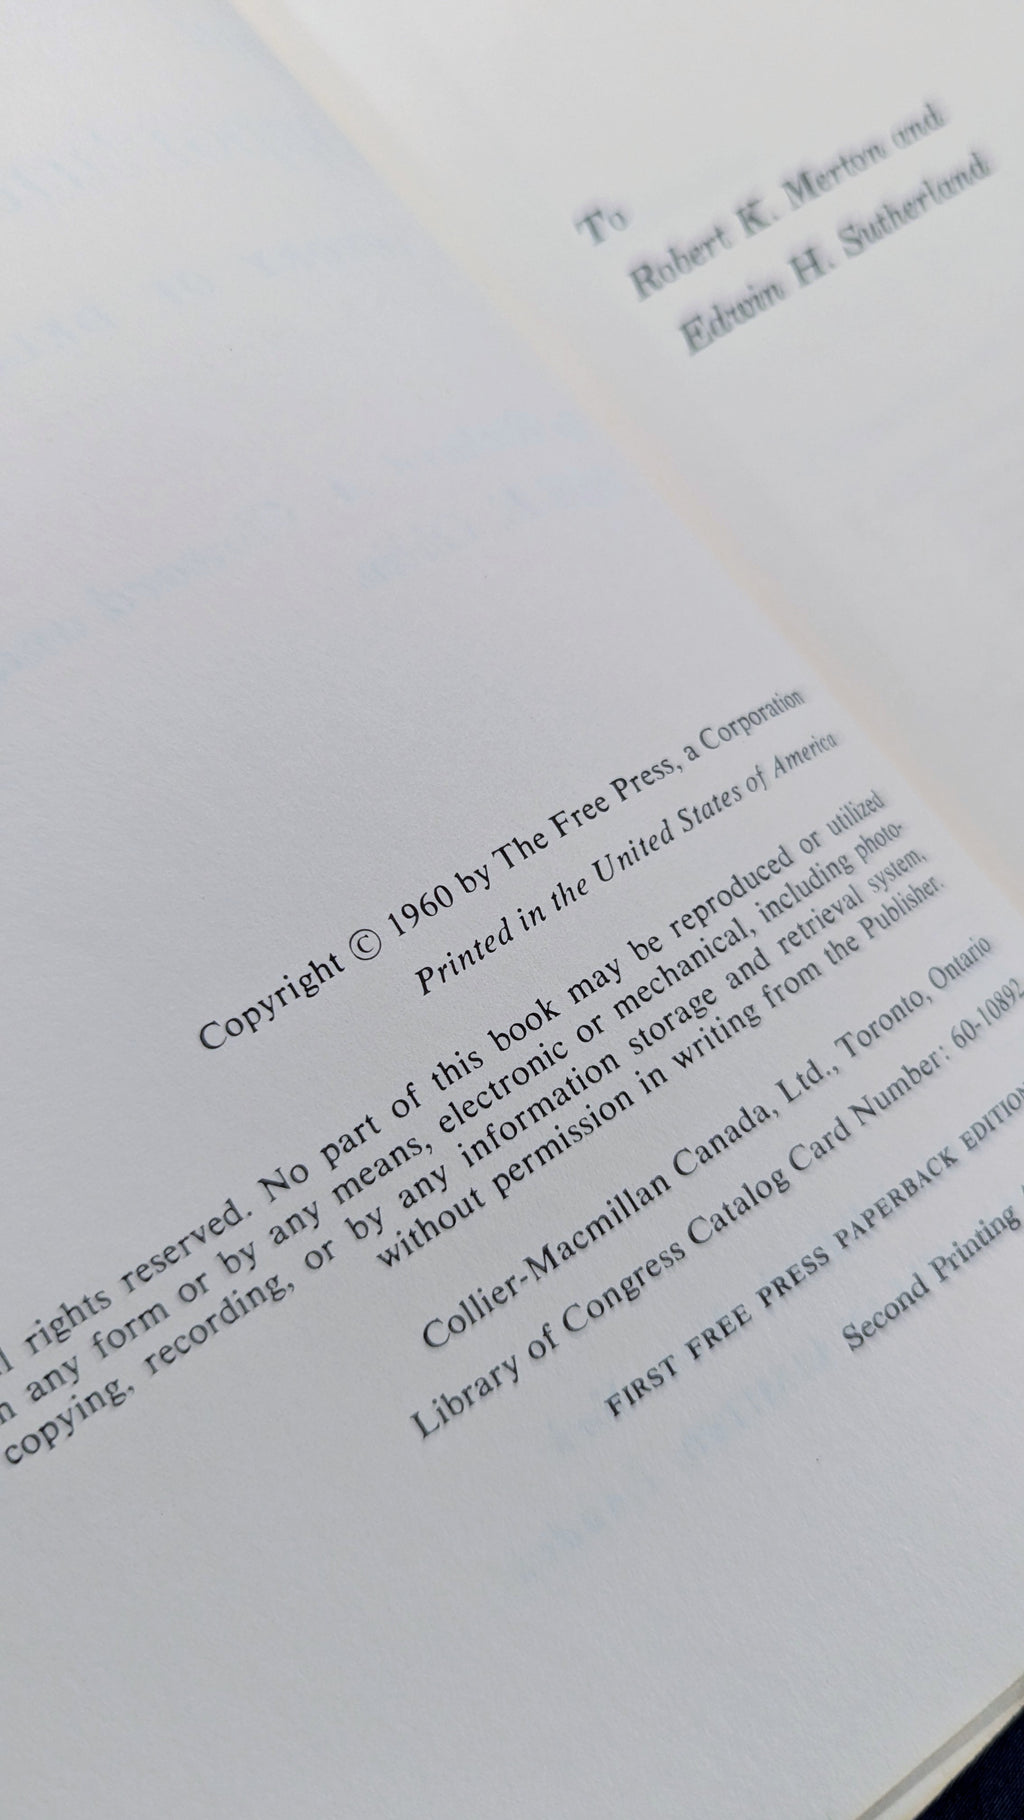 Copyright © 1960 by The Free Press, a Corporation
Printed in the United States of America
rights reserved. No part of this book may be reproduced or utilized
any form or by any means, electronic or mechanical, including photo-
copying, recording, or by any information storage and retrieval system,
without permission in writing from the Publisher.
Collier-Macmillan Canada, Ltd., Toronto, Ontario
Library of Congress Catalog Card Number: 60-10892
FIRST FREE PRESS PAPERBACK EDITION
Second Printing
To
Robert K. Merton and
Edwin H. Sutherland